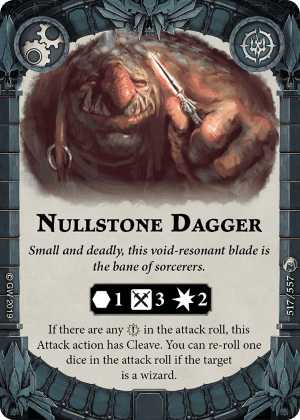 NULLSTONE DAGGER
Small and deadly, this void-resonant blade is
the bane of sorcerers.
1 3 2
If there are any in the attack roll, this
Attack action has Cleave. You can re-roll one
dice in the attack roll if the target
is a wizard.
© GW 2019
517/557